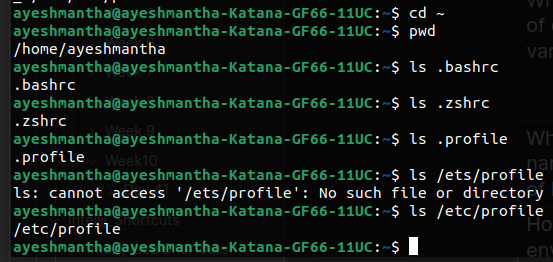 ayeshmantha@ayeshmantha-Katana-GF66-11UC:~$ cd ~
ayeshmantha@ayeshmantha-Katana-GF66-11UC:~$ pwd
/home/ayeshmantha
ayeshmantha@ayeshmantha-Katana-GF66-11UC:~$ ls .bashrc
.bashrc
ayeshmantha@ayeshmantha-Katana-GF66-11UC:~$ ls .zshrc
.zshrc
ayeshmantha@ayeshmantha-Katana-GF66-11UC:~$ ls .profile
.profile
ayeshmantha@ayeshmantha-Katana-GF66-11UC:~$ ls /ets/profile
ls: cannot access '/ets/profile': No such file or directory
ayeshmantha@ayeshmantha-Katana-GF66-11UC:~$ ls /etc/profile
/etc/profile
ayeshmantha@ayeshmantha-Katana-GF66-11UC:~$
Week 9
Week10